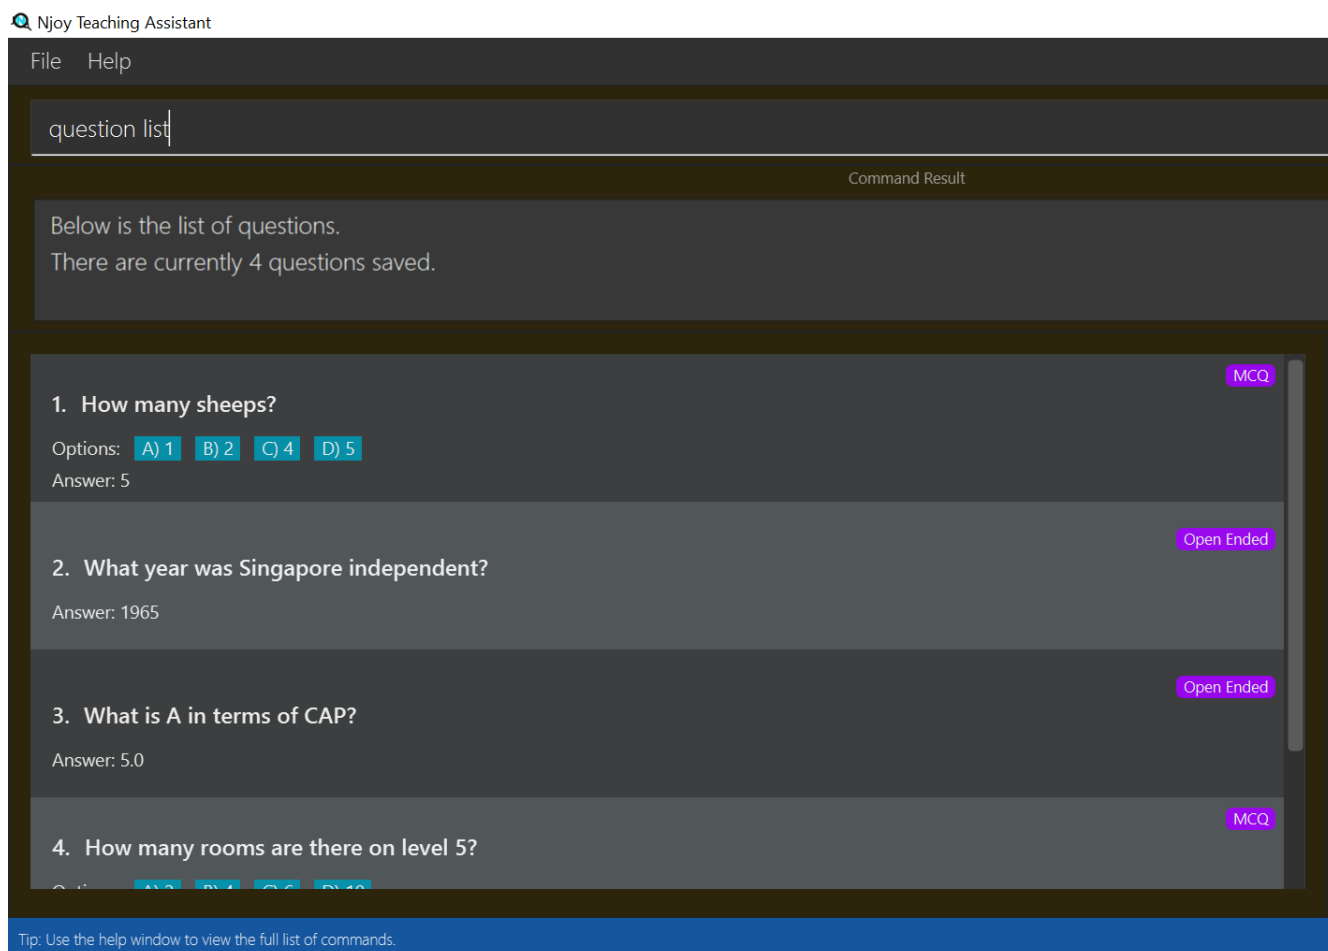 Njoy Teaching Assistant
File Help
question list
Command Result
Below is the list of questions.
There are currently 4 questions saved.
MCQ
1. How many sheeps?
Options: A) 1 B) 2 C) 4 D) 5
Answer: 5
Open Ended
2. What year was Singapore independent?
Answer: 1965
Open Ended
3. What is A in terms of CAP?
Answer: 5.0
MCQ
4. How many rooms are there on level 5?
Tip: Use the help window to view the full list of commands.